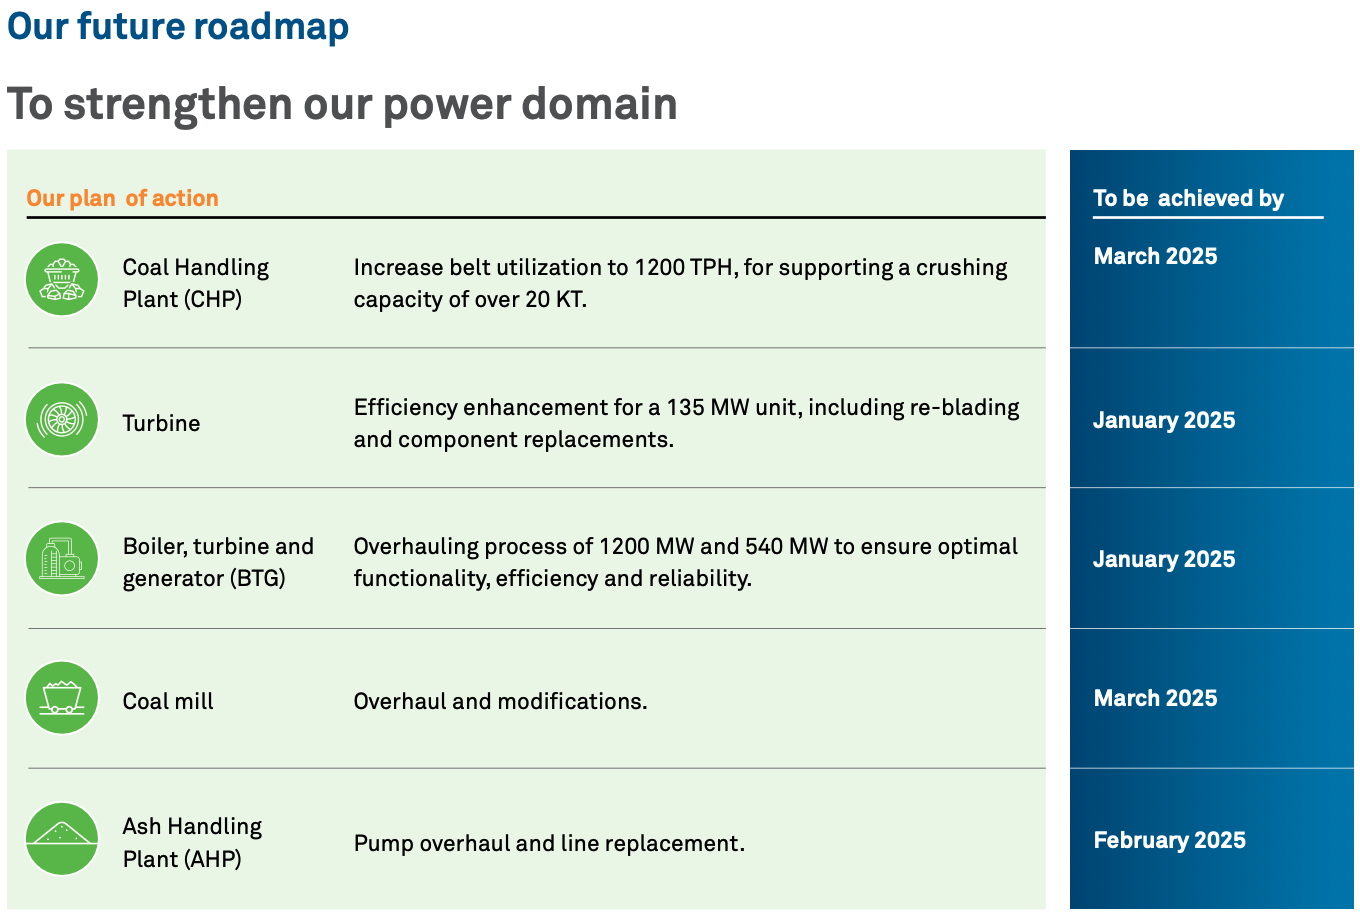 Our future roadmap
To strengthen our power domain
Our plan of action
To be achieved by
Coal Handling
Plant (CHP)
Increase belt utilization to 1200 TPH, for supporting a crushing
capacity of over 20 KT.
March 2025
Turbine
Efficiency enhancement for a 135 MW unit, including re-blading
and component replacements.
January 2025
Boiler, turbine and
generator (BTG)
Overhauling process of 1200 MW and 540 MW to ensure optimal
functionality, efficiency and reliability.
January 2025
Coal mill
Overhaul and modifications.
March 2025
Ash Handling
Plant (AHP)
Pump overhaul and line replacement.
February 2025